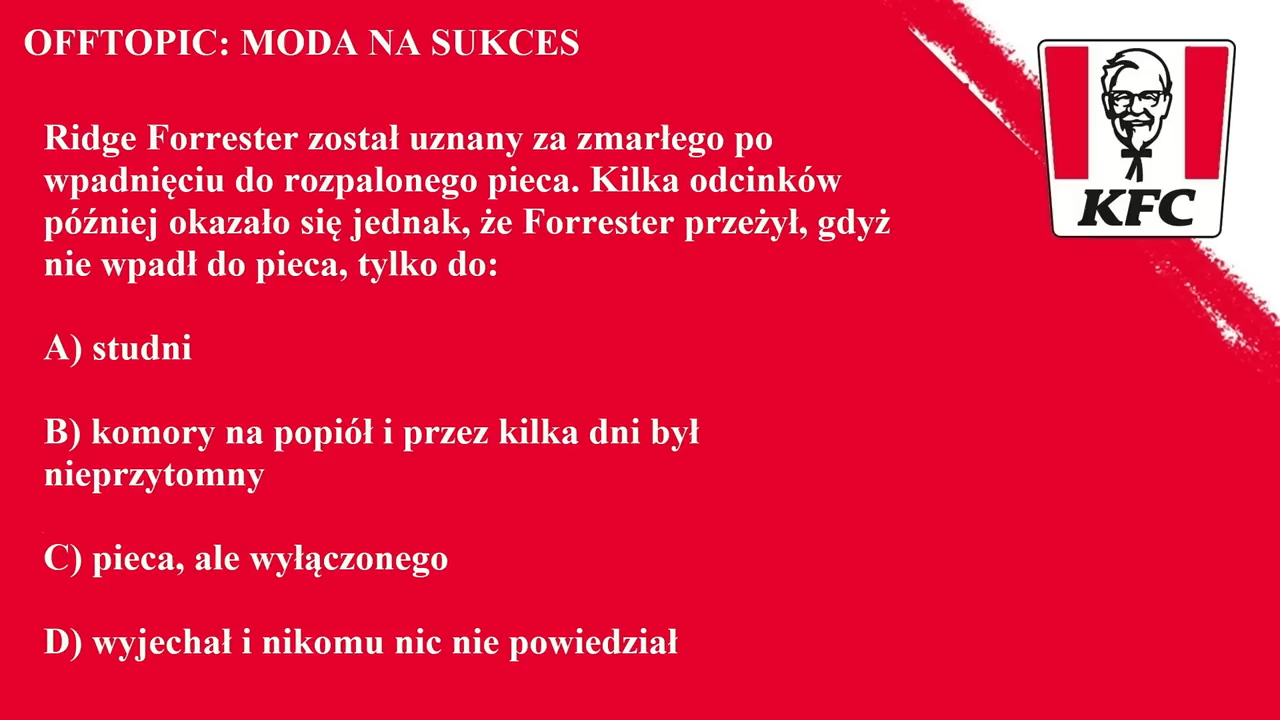 OFFTOPIC: MODA NA SUKCES
Ridge Forrester został uznany za zmarłego po
wpadnięciu do rozpalonego pieca. Kilka odcinków
później okazało się jednak, że Forrester przeżył, gdyż
nie wpadł do pieca, tylko do:
A) studni
B) komory na popiół i przez kilka dni był
nieprzytomny
C) pieca, ale wyłączonego
D) wyjechał i nikomu nic nie powiedział
KFC